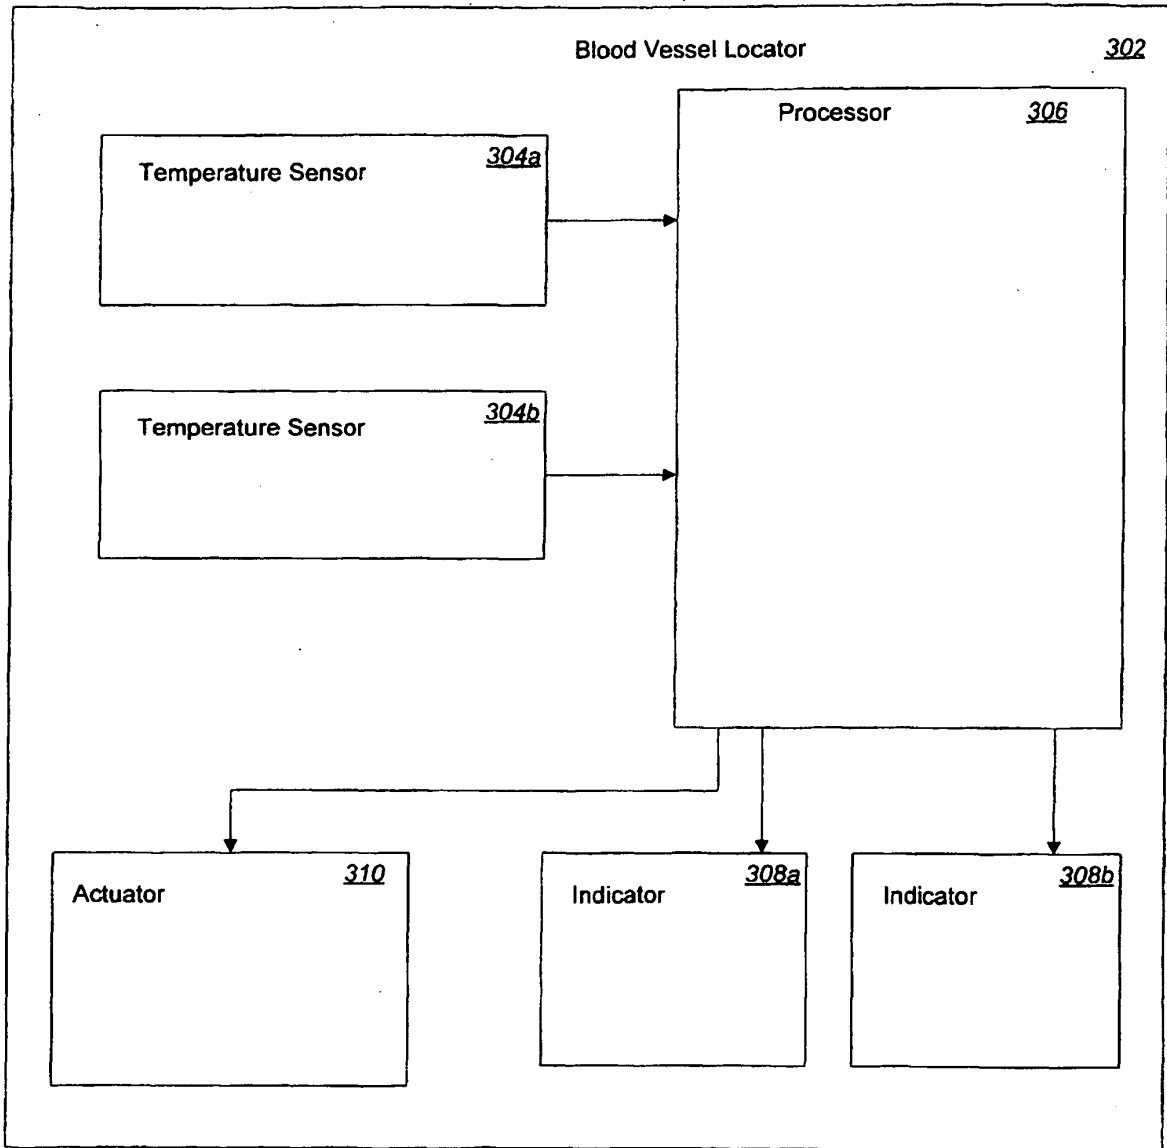 Blood Vessel Locator 302
Processor 306
Temperature Sensor 304a
Temperature Sensor 304b
Actuator 310
Indicator 308a
Indicator 308b